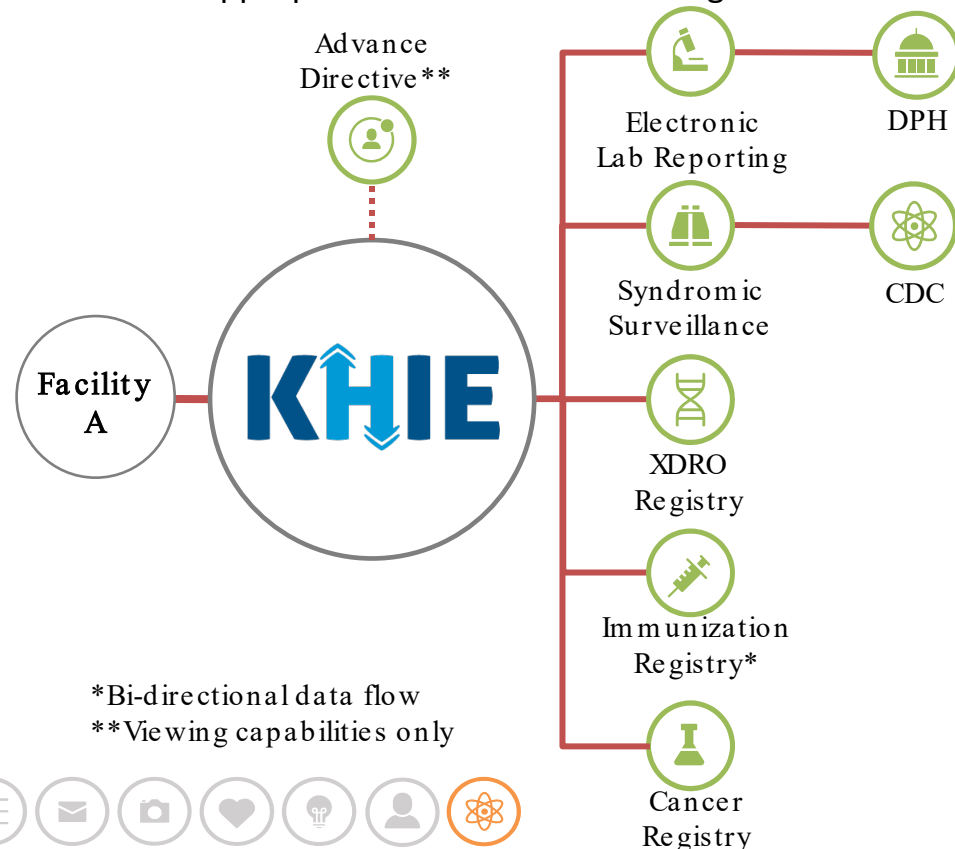 Advance
Directive**
Electronic
Lab Reporting
DPH
Syndromic
Surveillance
CDC
Facility
A
KHIE
XDRO
Registry
Immunization
Registry*
*Bi-directional data flow
**Viewing capabilities only
Cancer
Registry